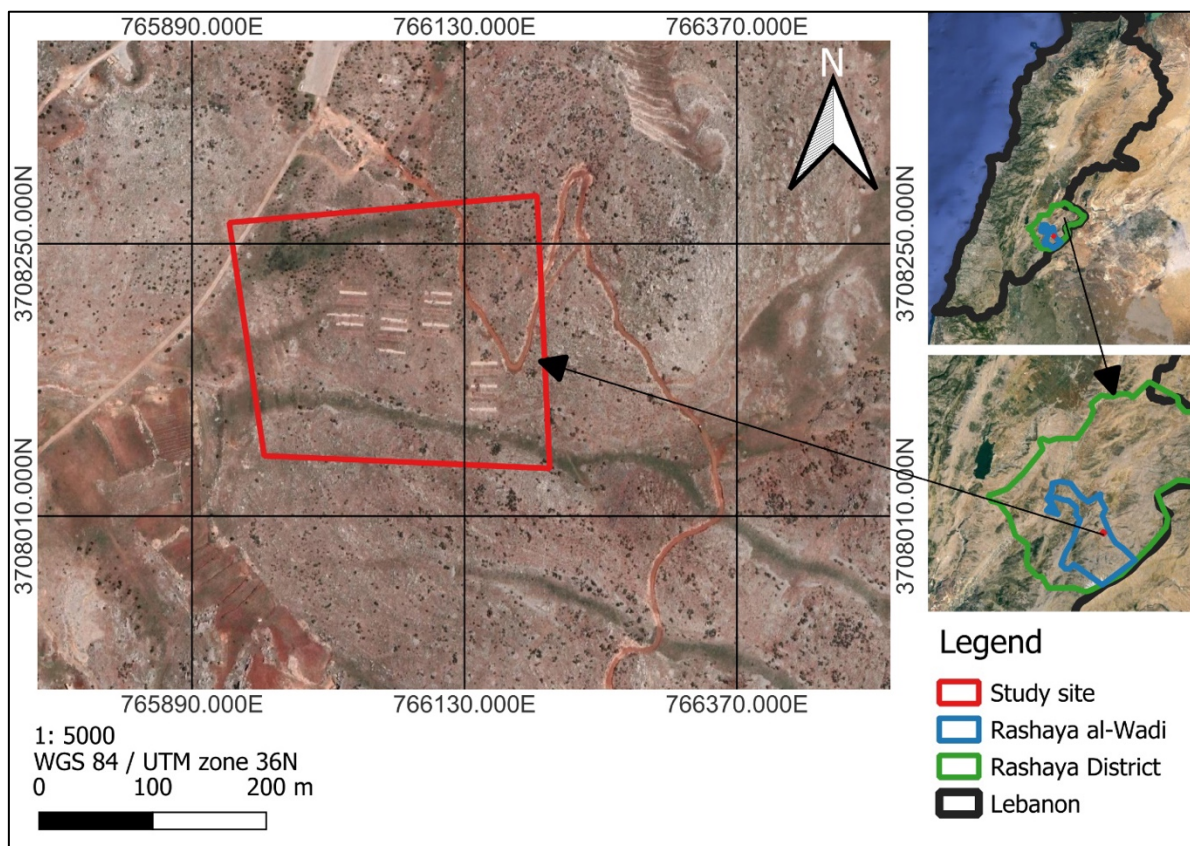 765890.000E 766130.000E 766370.000E
N
3708250.000N 3708250.000N
3708010.000N 3708010.000N
765890.000E 766130.000E 766370.000E
1: 5000
WGS 84 / UTM zone 36N
0 100 200 m
Legend
Study site
Rashaya al-Wadi
Rashaya District
Lebanon